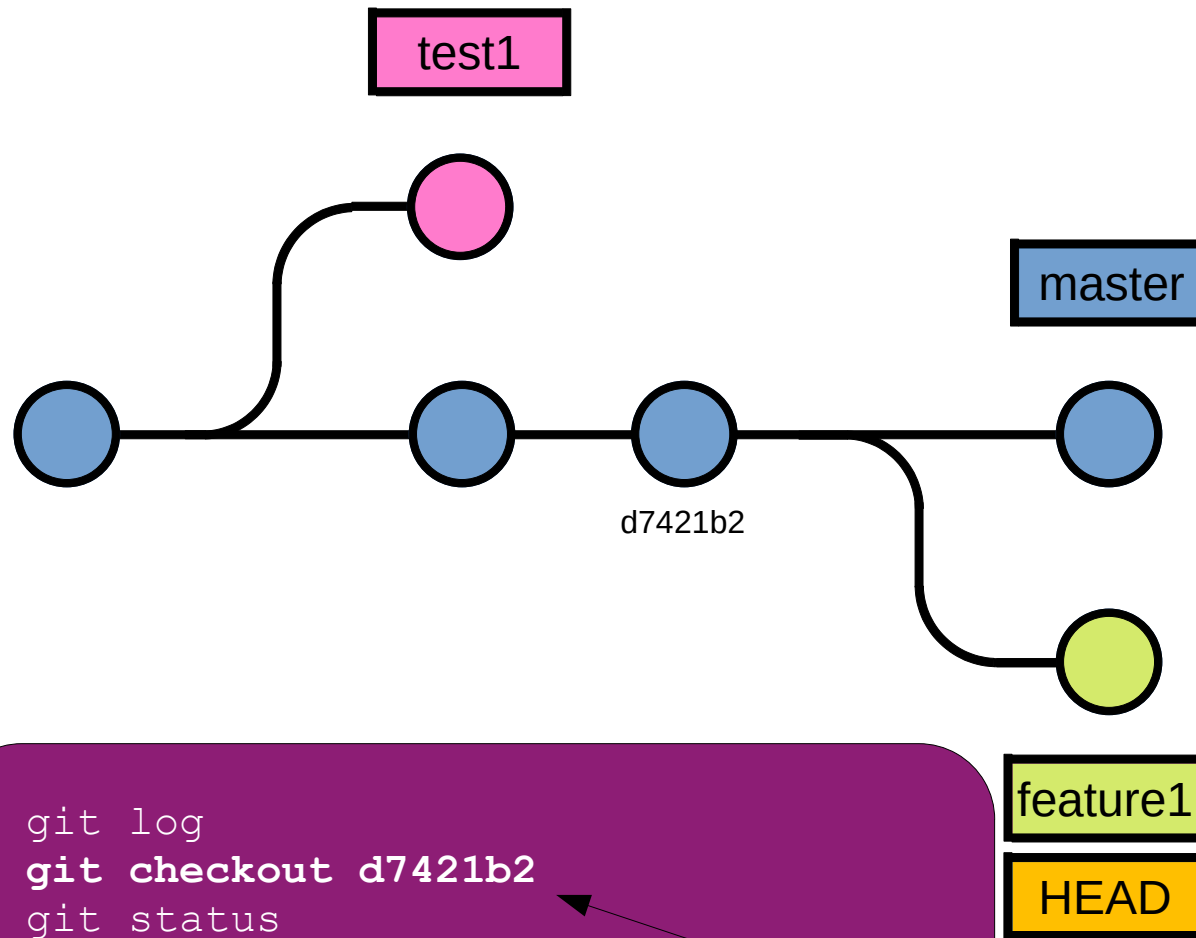 test1
master
d7421b2
feature1
HEAD
git log
git checkout d7421b2
git status